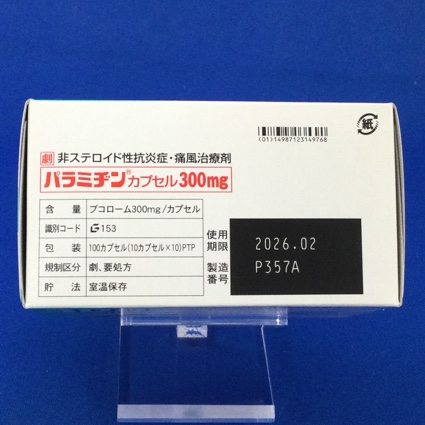 紙
(01)14987123149768
劇 非ステロイド性抗炎症・痛風治療剤
パラミヂン®カプセル300mg
含 量 ブコローム300mg/カプセル
識別コード G153
包 装 100カプセル(10カプセル×10)PTP
規制区分 劇、要処方
貯 法 室温保存
使用期限 2026.02
製造番号 P357A